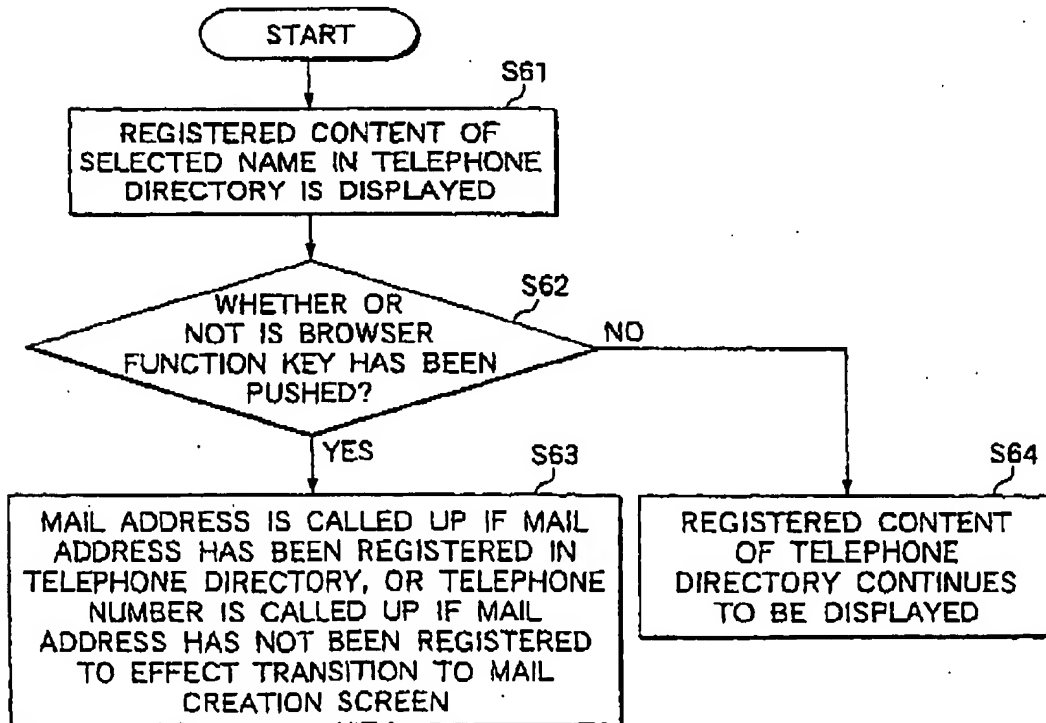 START
S61
REGISTERED CONTENT OF
SELECTED NAME IN TELEPHONE
DIRECTORY IS DISPLAYED
S62
WHETHER OR
NOT IS BROWSER
FUNCTION KEY HAS BEEN
PUSHED?
NO
YES
S63
MAIL ADDRESS IS CALLED UP IF MAIL
ADDRESS HAS BEEN REGISTERED IN
TELEPHONE DIRECTORY, OR TELEPHONE
NUMBER IS CALLED UP IF MAIL
ADDRESS HAS NOT BEEN REGISTERED
TO EFFECT TRANSITION TO MAIL
CREATION SCREEN
S64
REGISTERED CONTENT
OF TELEPHONE
DIRECTORY CONTINUES
TO BE DISPLAYED